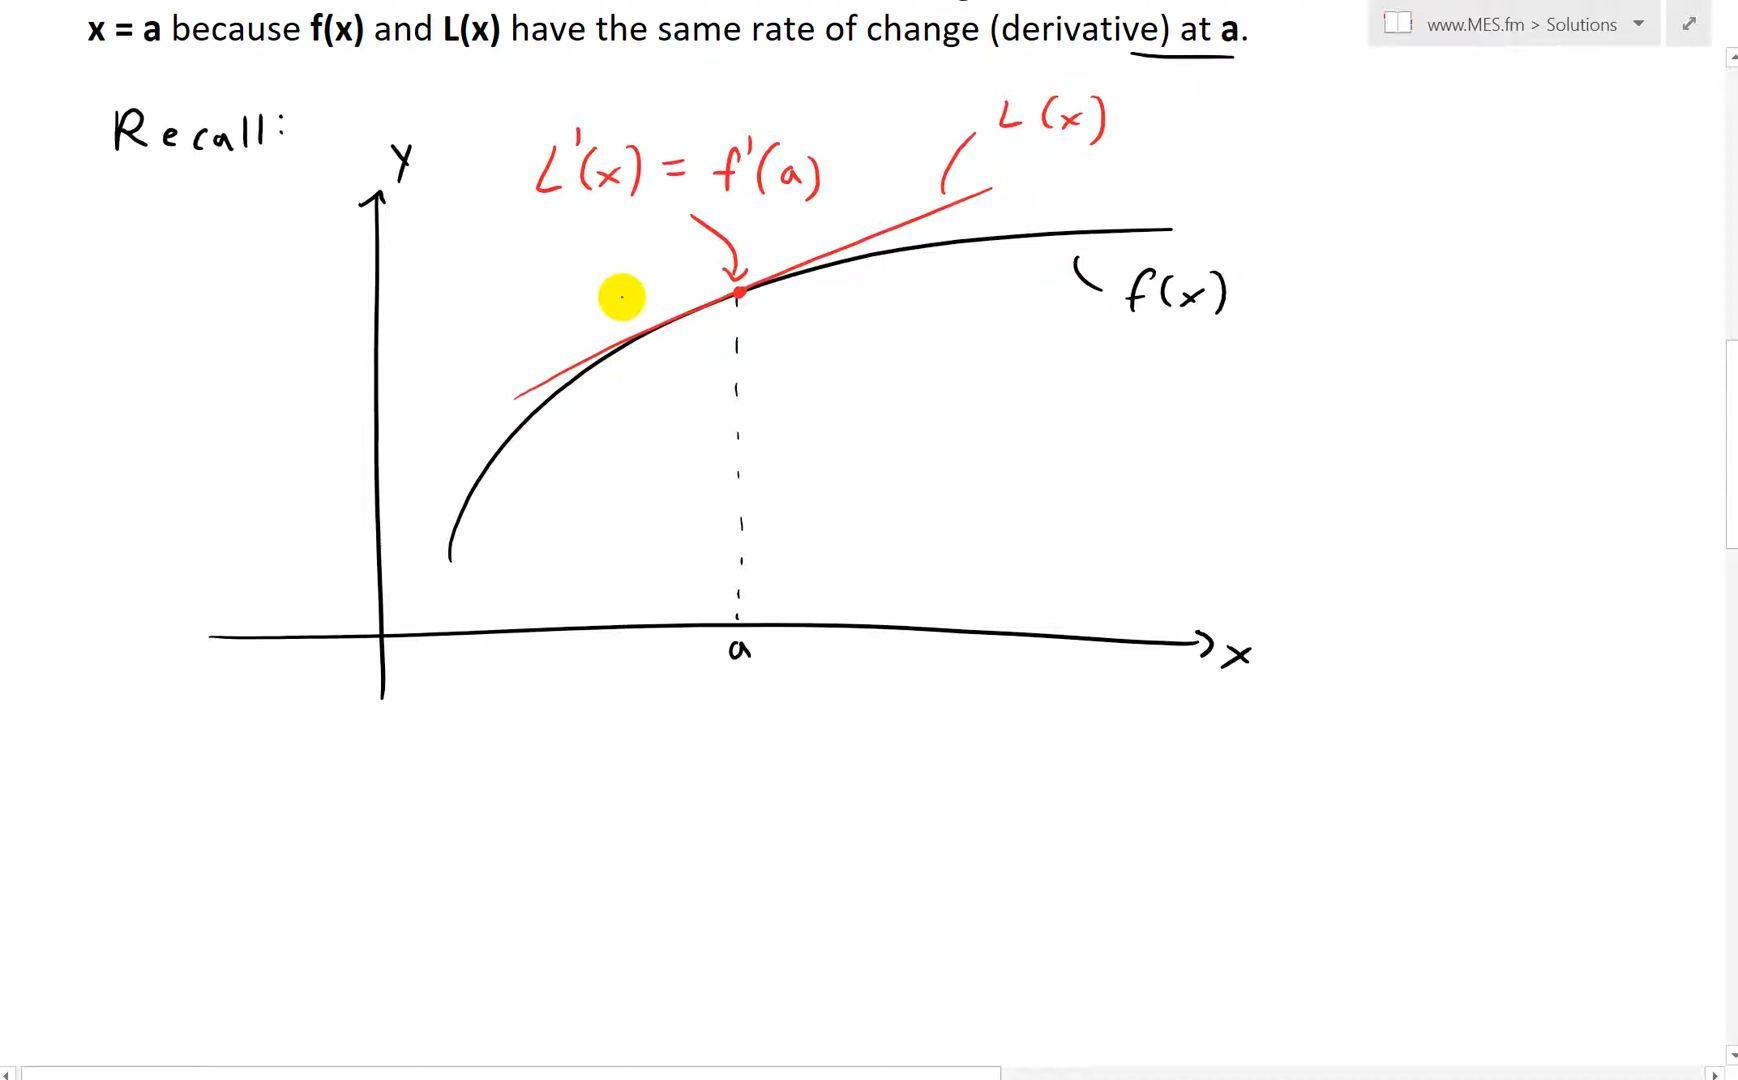 x = a because f(x) and L(x) have the same rate of change (derivative) at a.
www.MES.fm > Solutions
Recall:
L(x)
y
L'(x) = f'(a)
f(x)
a
x